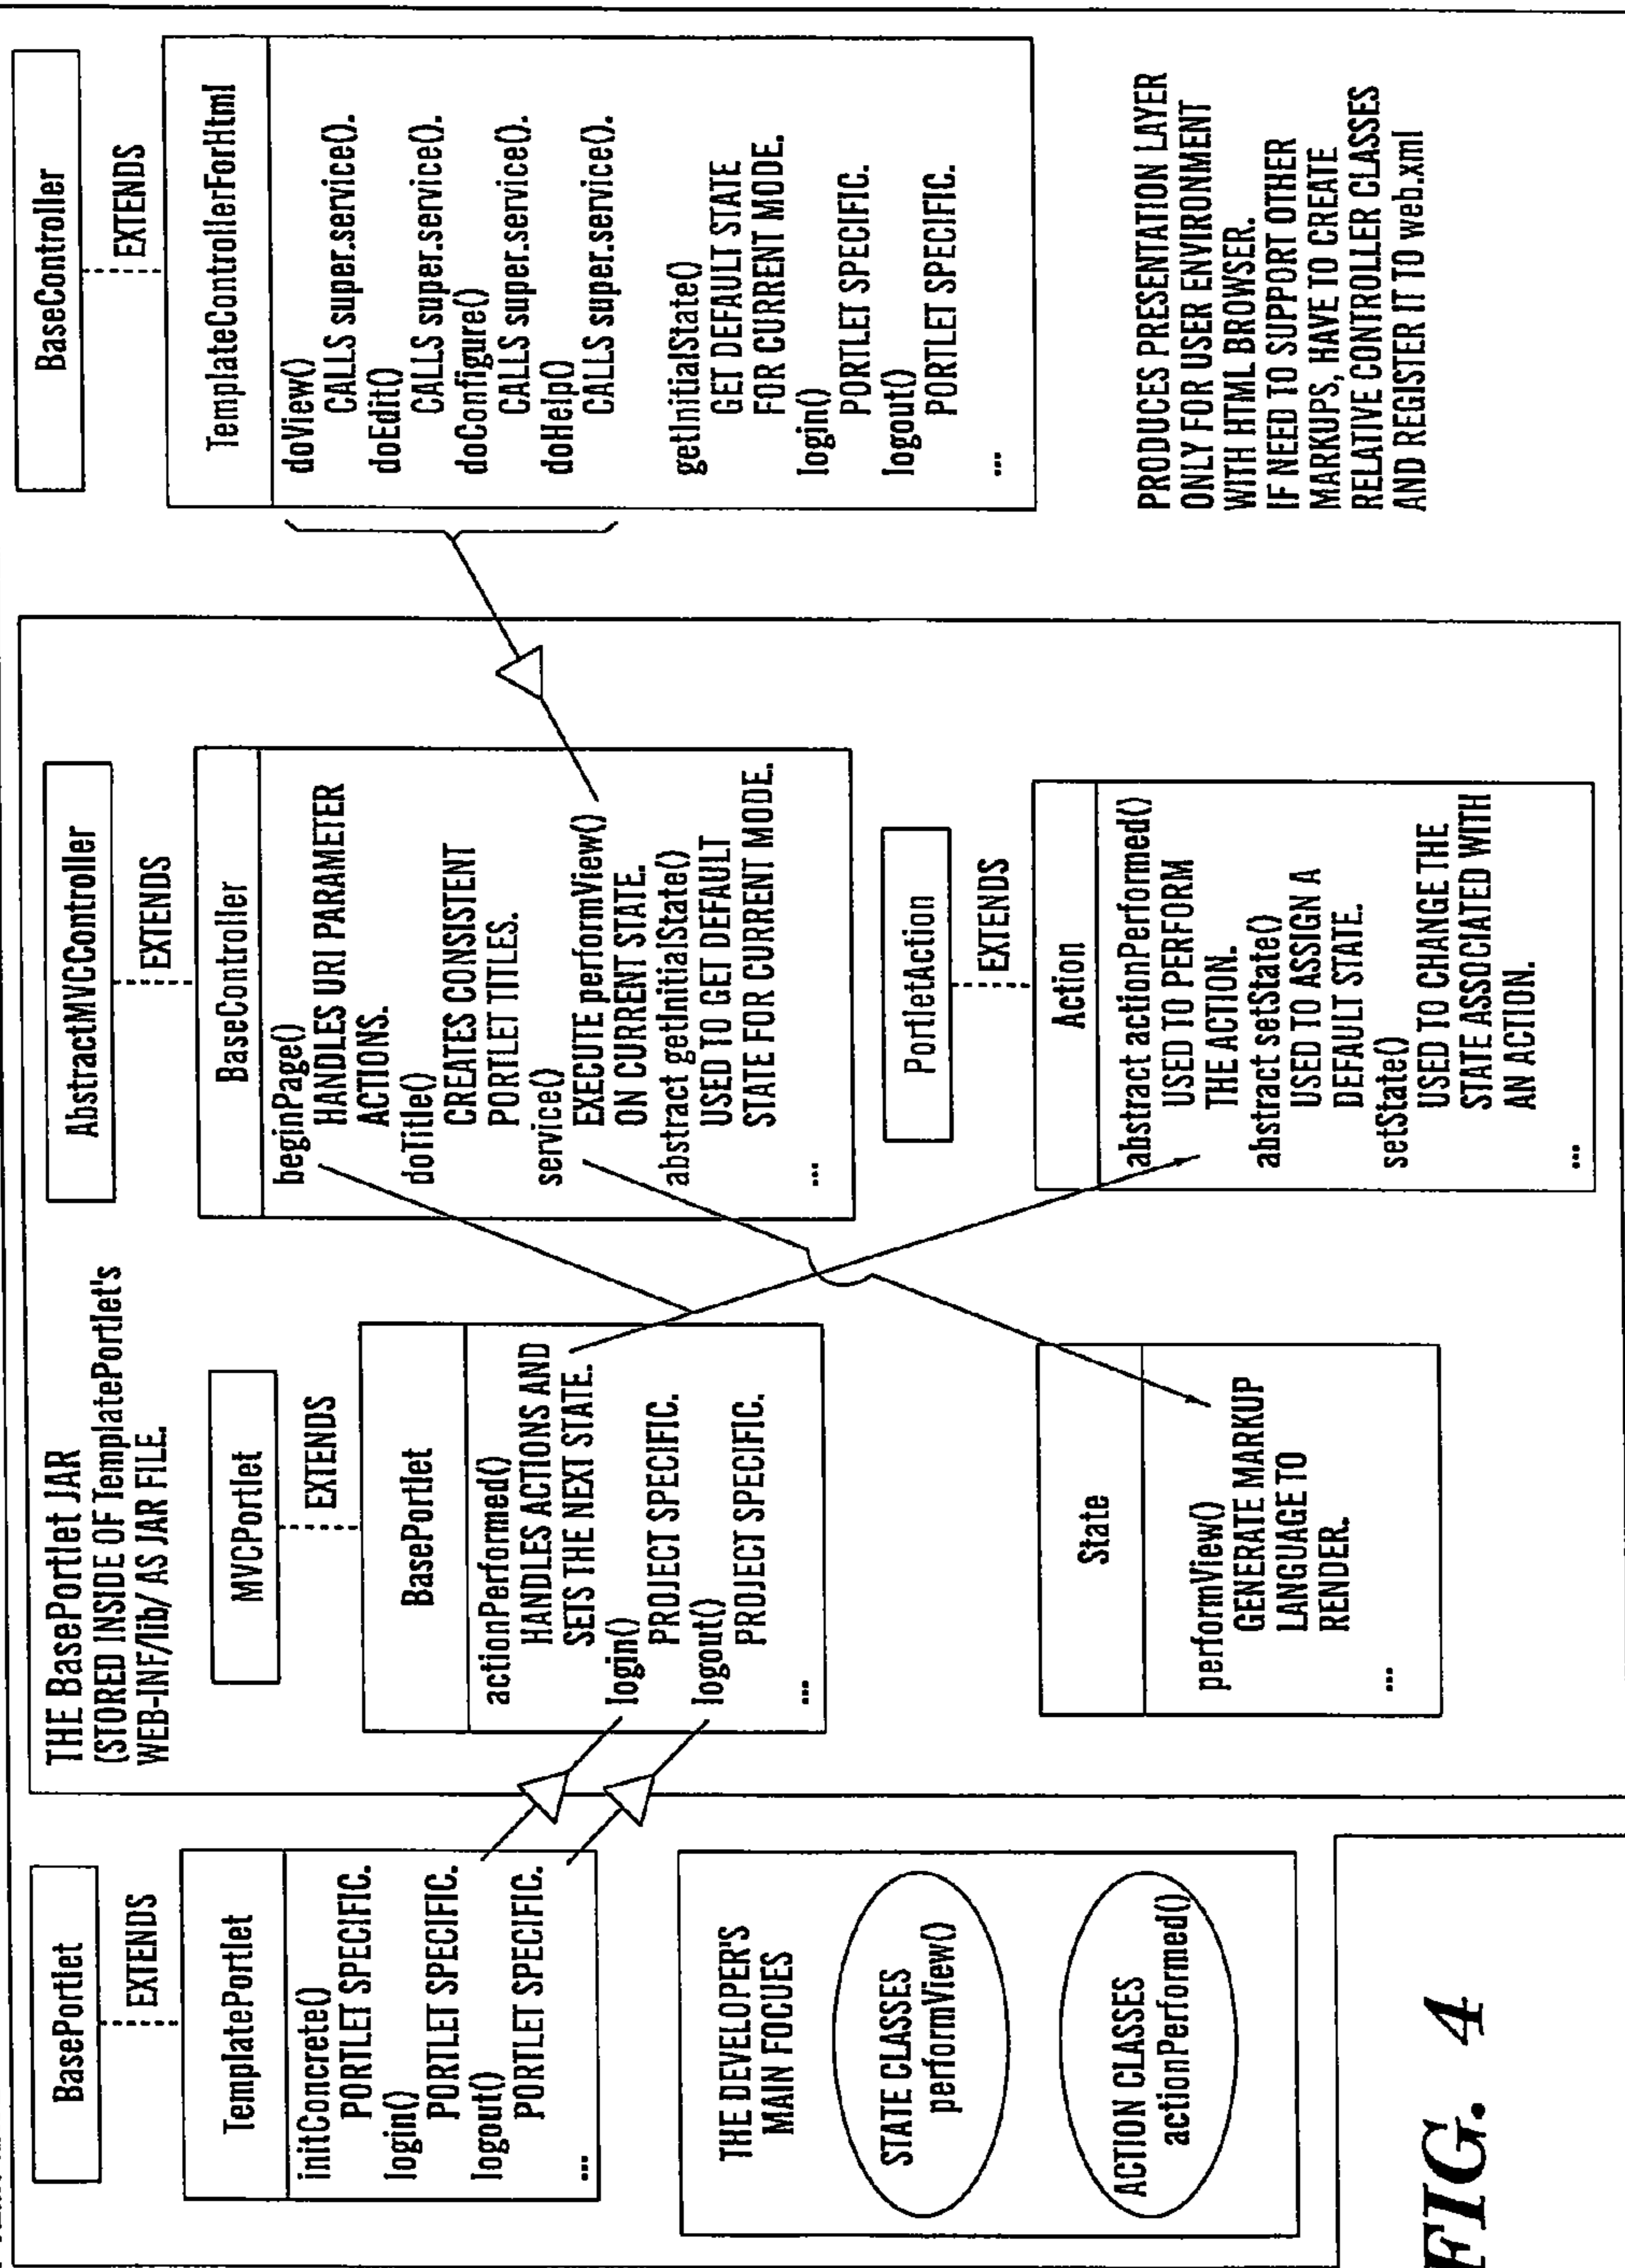 BasePortlet
EXTENDS
TemplatePortlet
initConcrete()
PORTLET SPECIFIC.
login()
PORTLET SPECIFIC.
logout()
PORTLET SPECIFIC.
...
THE DEVELOPER'S
MAIN FOCUES
STATE CLASSES
performView()
ACTION CLASSES
actionPerformed()
THE BasePortlet JAR
(STORED INSIDE OF TemplatePortlet's
WEB-INF/lib/ AS JAR FILE.
MVCPortlet
EXTENDS
BasePortlet
actionPerformed()
HANDLES ACTIONS AND
SETS THE NEXT STATE.
login()
PROJECT SPECIFIC.
logout()
PROJECT SPECIFIC.
...
State
performView()
GENERATE MARKUP
LANGUAGE TO
RENDER.
...
AbstractMVCController
EXTENDS
BaseController
beginPage()
HANDLES URI PARAMETER
ACTIONS.
doTitle()
CREATES CONSISTENT
PORTLET TITLES.
service()
EXECUTE performView()
ON CURRENT STATE.
abstract getInitialState()
USED TO GET DEFAULT
STATE FOR CURRENT MODE.
...
PortletAction
EXTENDS
Action
abstract actionPerformed()
USED TO PERFORM
THE ACTION.
abstract setState()
USED TO ASSIGN A
DEFAULT STATE.
setState()
USED TO CHANGE THE
STATE ASSOCIATED WITH
AN ACTION.
...
BaseController
EXTENDS
TemplateControllerForHtml
doView()
CALLS super.service().
doEdit()
CALLS super.service().
doConfigure()
CALLS super.service().
doHelp()
CALLS super.service().
getInitialState()
GET DEFAULT STATE
FOR CURRENT MODE.
login()
PORTLET SPECIFIC.
logout()
PORTLET SPECIFIC.
...
PRODUCES PRESENTATION LAYER
ONLY FOR USER ENVIRONMENT
WITH HTML BROWSER.
IF NEED TO SUPPORT OTHER
MARKUPS, HAVE TO CREATE
RELATIVE CONTROLLER CLASSES
AND REGISTER IT TO web.xml
FIG. 4